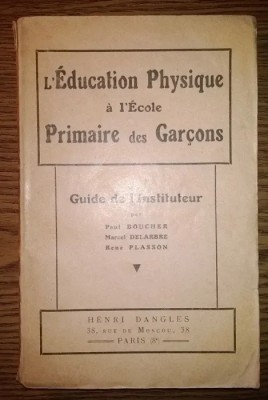 L'Éducation Physique
à l'École
Primaire des Garçons
Guide de l'Instituteur
par
Paul BOUCHER
Marcel DELARBRE
René PLASSON
HENRI DANGLES
38, RUE DE MOSCOU, 38
PARIS (8e)